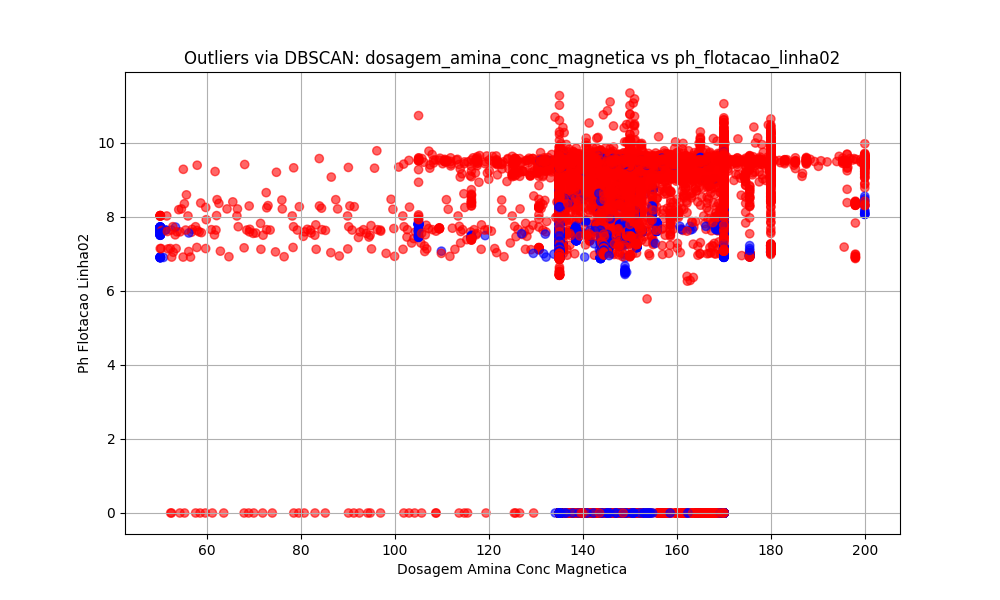 Outliers via DBSCAN: dosagem_amina_conc_magnetica vs ph_flotacao_linha02
Ph Flotacao Linha02
10
8
6
4
2
0
60 80 100 120 140 160 180 200
Dosagem Amina Conc Magnetica